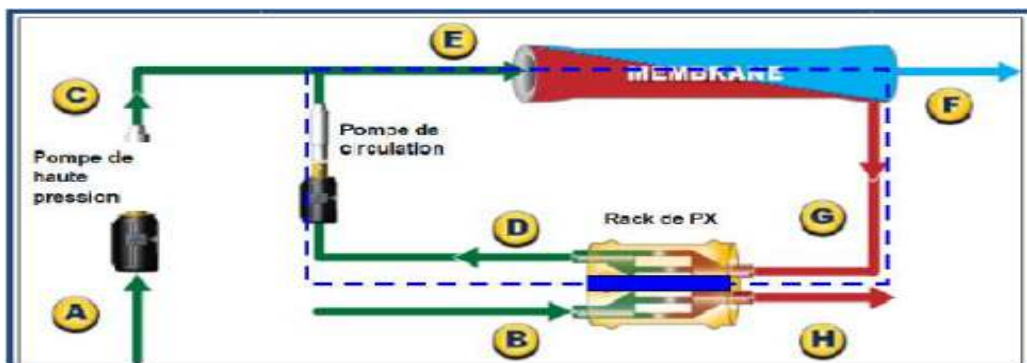 E
MEMBRANE
C
F
Pompe de
circulation
Pompe de
haute
pression
Rack de PX
G
D
A
B
H